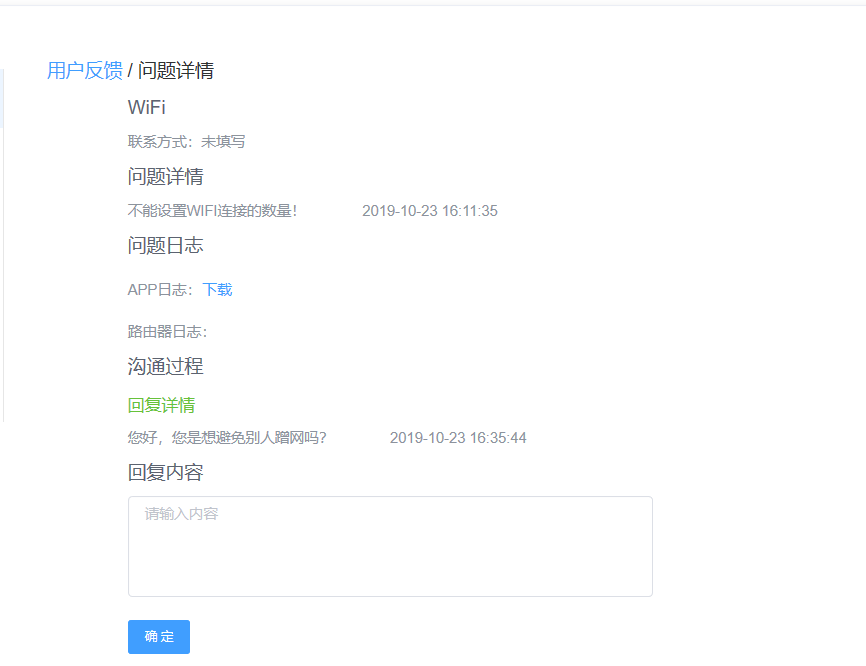 用户反馈 / 问题详情
WiFi
联系方式：未填写
问题详情
不能设置WIFI连接的数量！ 2019-10-23 16:11:35
问题日志
APP日志：下载
路由器日志：
沟通过程
回复详情
您好，您是想避免别人蹭网吗？ 2019-10-23 16:35:44
回复内容
请输入内容
确定